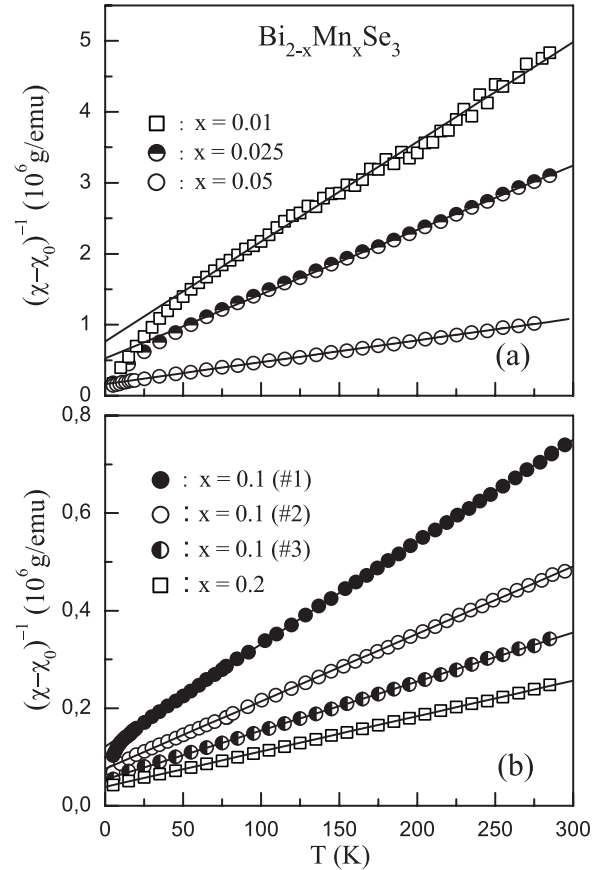 Bi₂₋ₓMnₓSe₃
: x = 0.01
: x = 0.025
: x = 0.05
(χ−χ₀)⁻¹ (10⁶ g/emu)
5
4
3
2
1
0
(a)
0,8
0,6
0,4
0,2
0,0
: x = 0.1 (#1)
: x = 0.1 (#2)
: x = 0.1 (#3)
: x = 0.2
(χ−χ₀)⁻¹ (10⁶ g/emu)
(b)
0 50 100 150 200 250 300
T (K)